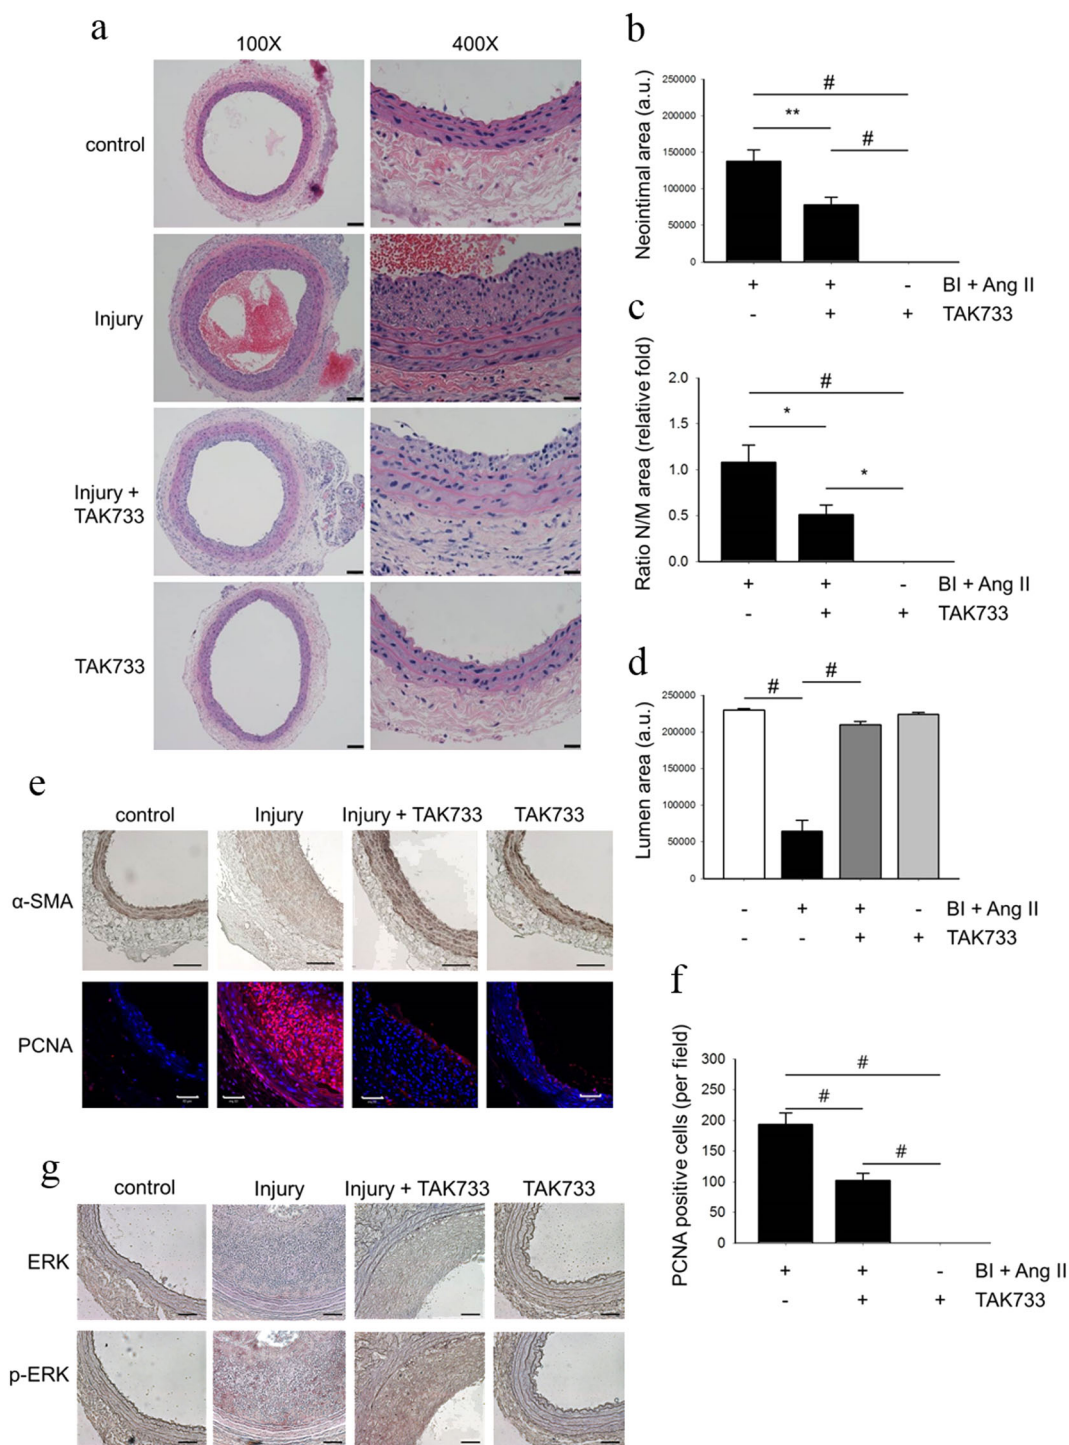 a
100X 400X
control
Injury
Injury +
TAK733
TAK733
b
Neointimal area (a.u.)
250000
200000
150000
100000
50000
0
#
**
#
+ + - BI + Ang II
- + + TAK733
c
Ratio N/M area (relative fold)
2.0
1.5
1.0
0.5
0.0
#
*
*
+ + - BI + Ang II
- + + TAK733
d
Lumen area (a.u.)
250000
200000
150000
100000
50000
0
# #
- + + - BI + Ang II
- - + + TAK733
e
control Injury Injury + TAK733 TAK733
α-SMA
PCNA
f
PCNA positive cells (per field)
300
250
200
150
100
50
0
#
#
#
+ + - BI + Ang II
- + + TAK733
g
control Injury Injury + TAK733 TAK733
ERK
p-ERK